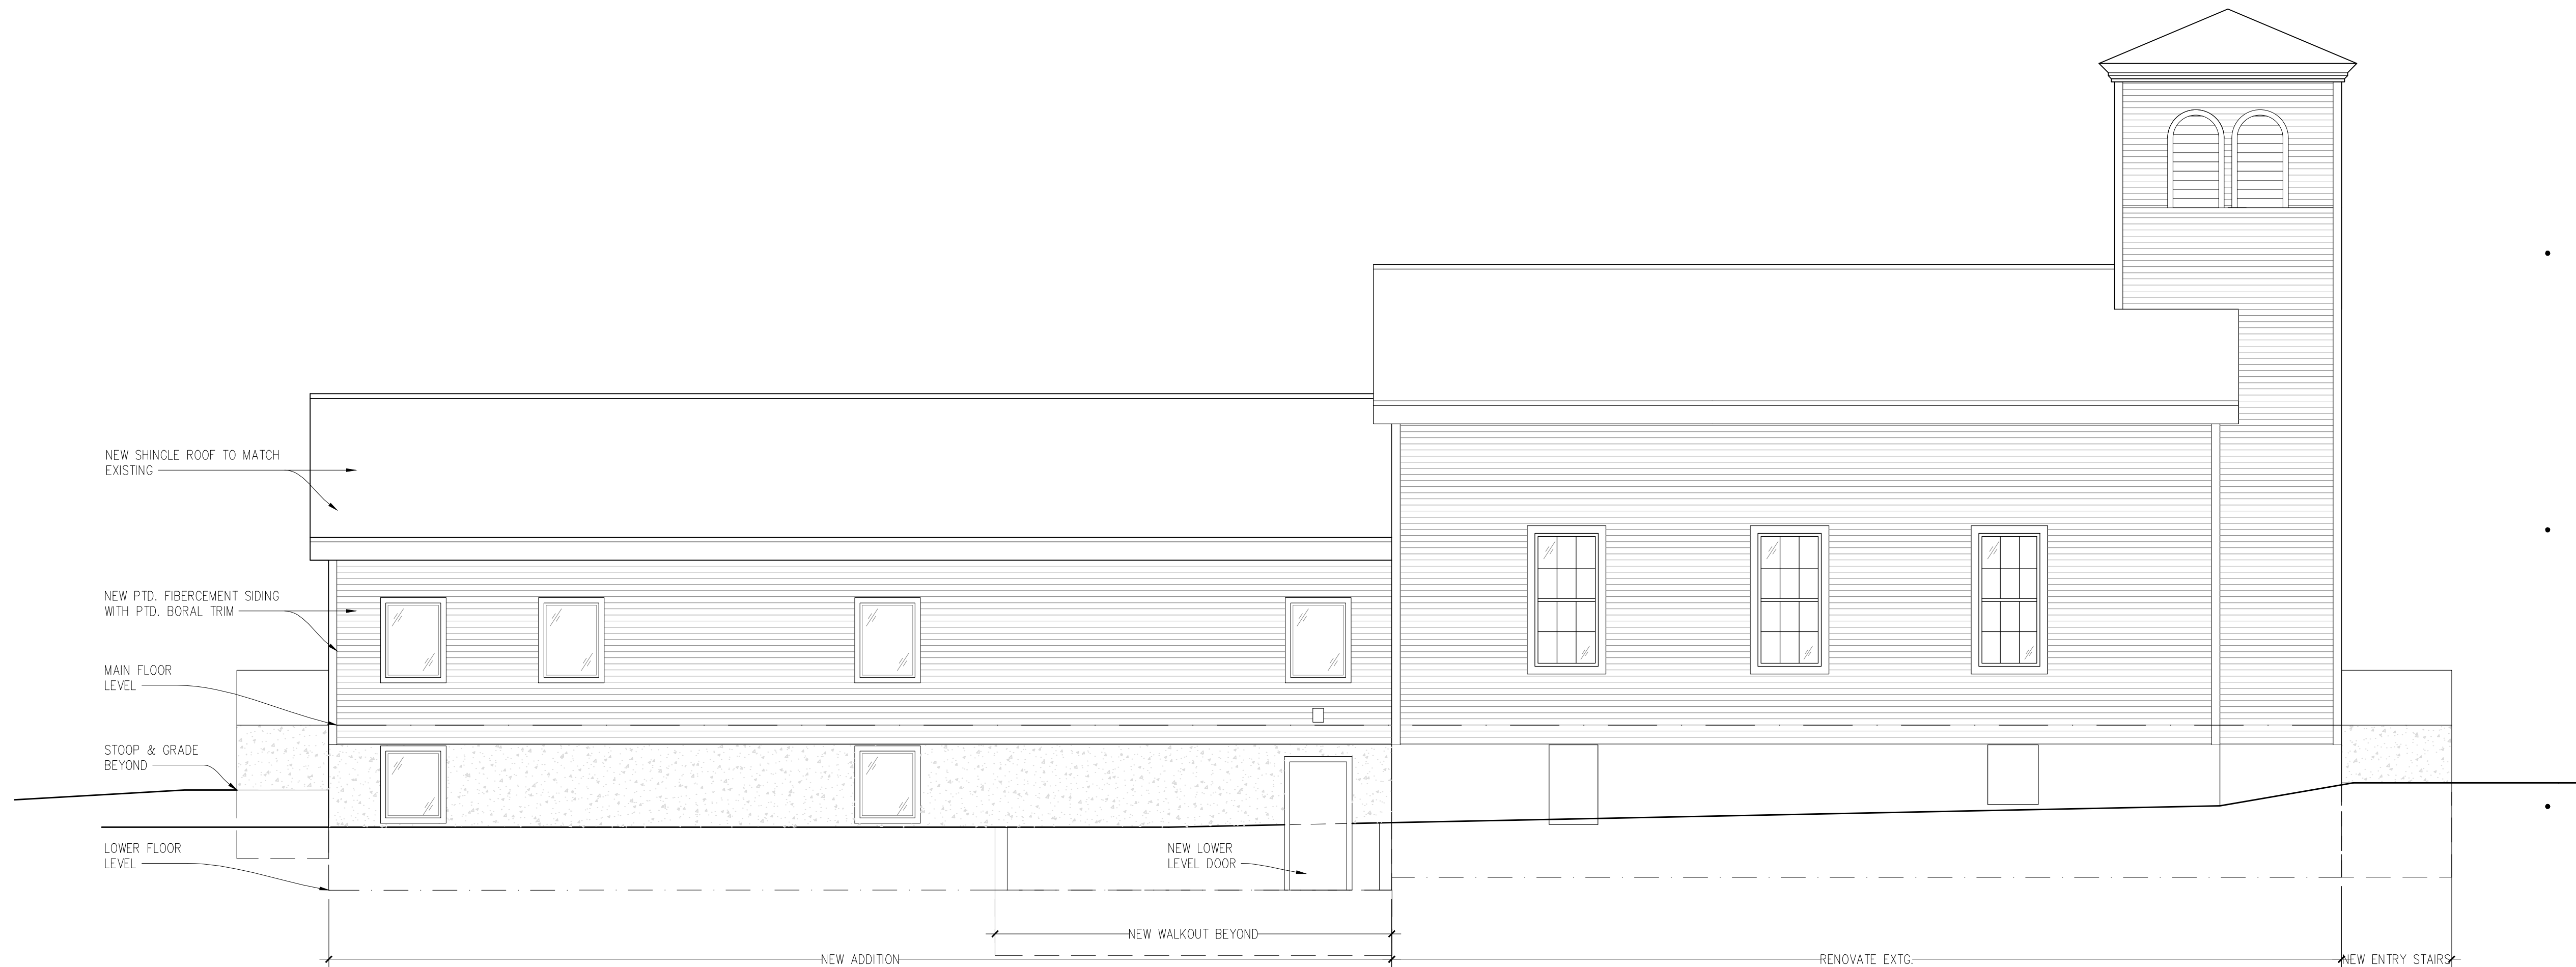 NEW SHINGLE ROOF TO MATCH
EXISTING
NEW PTD. FIBERCEMENT SIDING
WITH PTD. BORAL TRIM
MAIN FLOOR
LEVEL
STOOP & GRADE
BEYOND
LOWER FLOOR
LEVEL
NEW LOWER
LEVEL DOOR
NEW WALKOUT BEYOND
NEW ADDITION
RENOVATE EXTG.
NEW ENTRY STAIRS